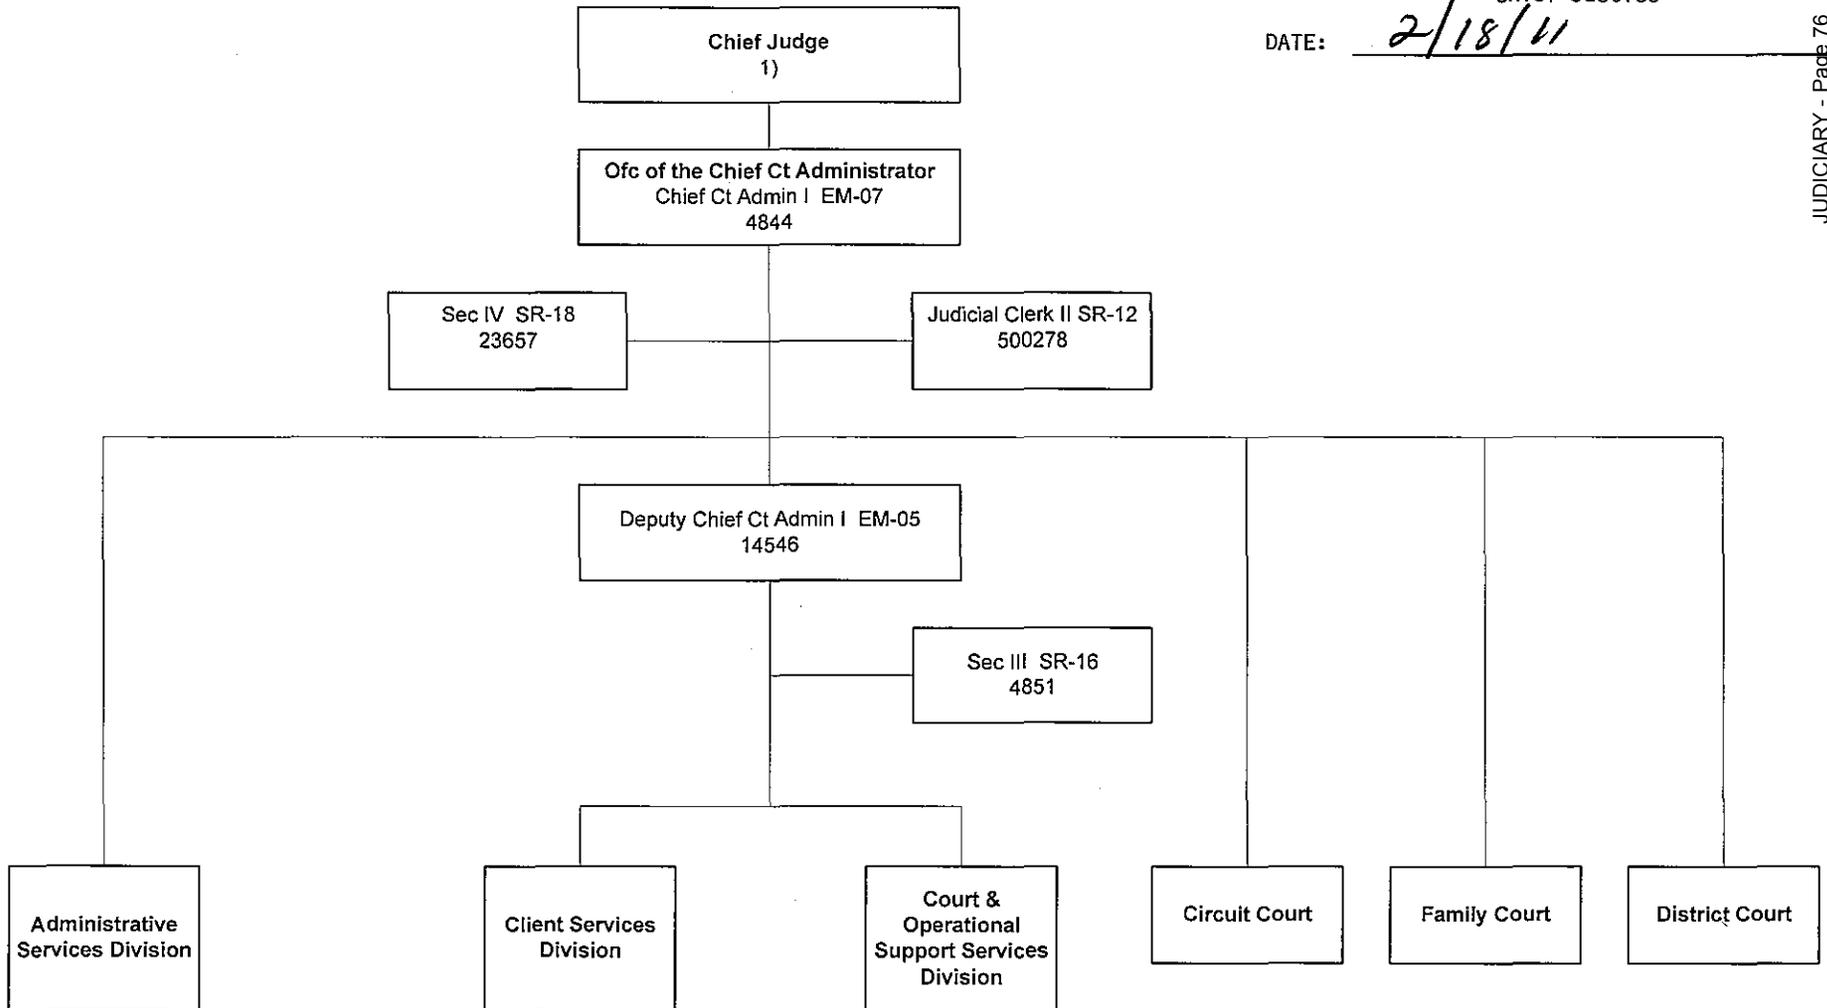 Chief Judge
1)
DATE: 2/18/11
JUDICIARY - Page 76
Ofc of the Chief Ct Administrator
Chief Ct Admin I EM-07
4844
Sec IV SR-18
23657
Judicial Clerk II SR-12
500278
Deputy Chief Ct Admin I EM-05
14546
Sec III SR-16
4851
Administrative
Services Division
Client Services
Division
Court &
Operational
Support Services
Division
Circuit Court
Family Court
District Court